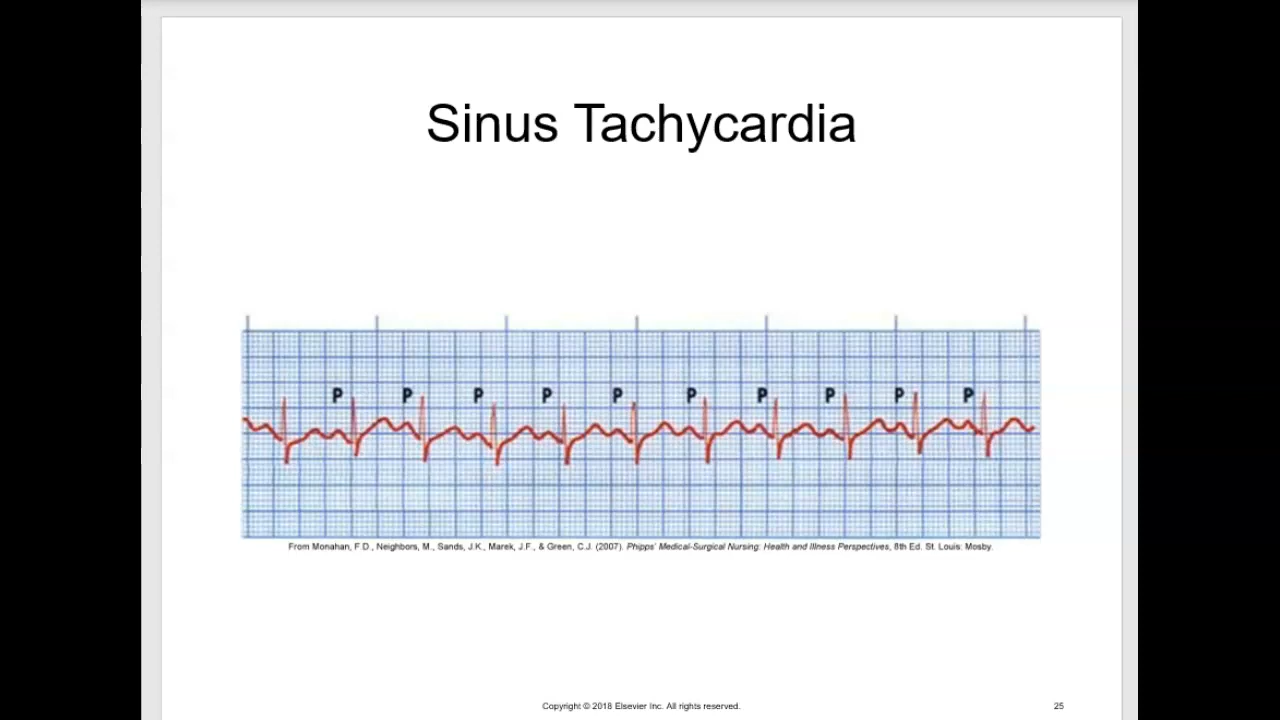 Sinus Tachycardia
P P P P P P P P P P
From Monahan, F.D., Neighbors, M., Sands, J.K., Marek, J.F., & Green, C.J. (2007). Phipps' Medical-Surgical Nursing: Health and Illness Perspectives, 8th Ed. St. Louis: Mosby.
Copyright © 2018 Elsevier Inc. All rights reserved.
25